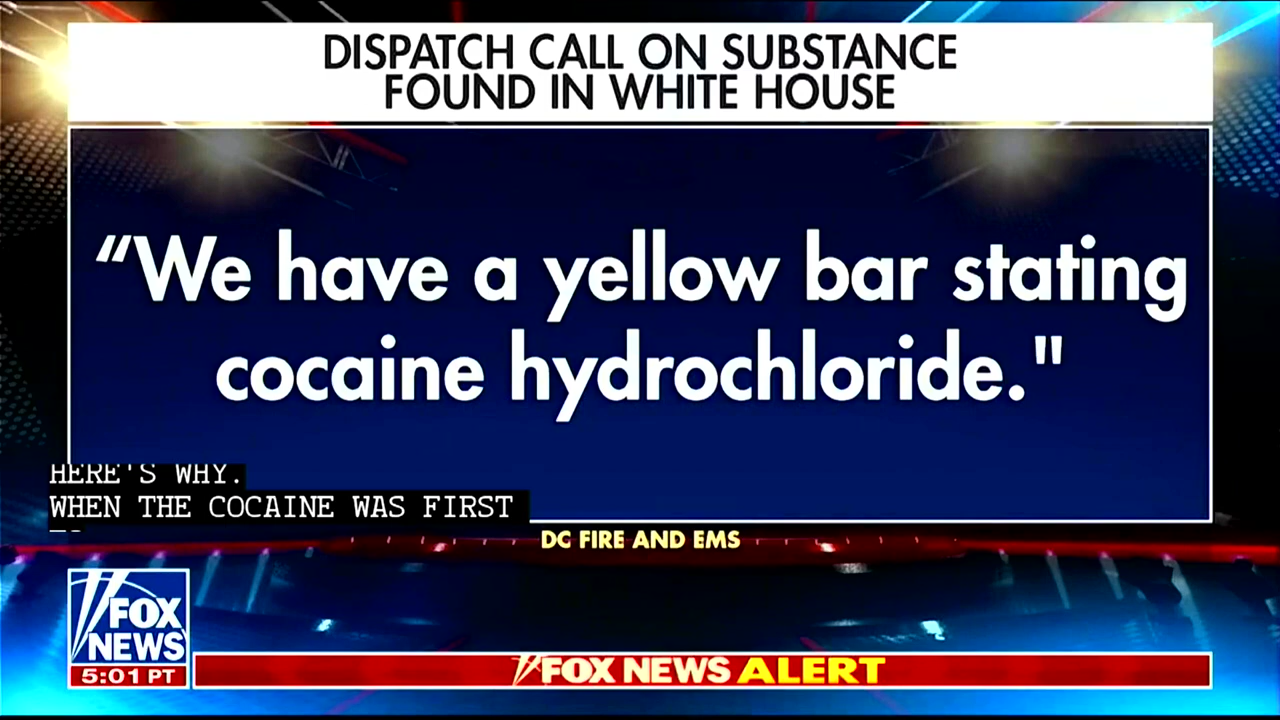 DISPATCH CALL ON SUBSTANCE
FOUND IN WHITE HOUSE
“We have a yellow bar stating
cocaine hydrochloride."
HERE'S WHY.
WHEN THE COCAINE WAS FIRST
DC FIRE AND EMS
FOX
NEWS
5:01 PT
FOX NEWS ALERT